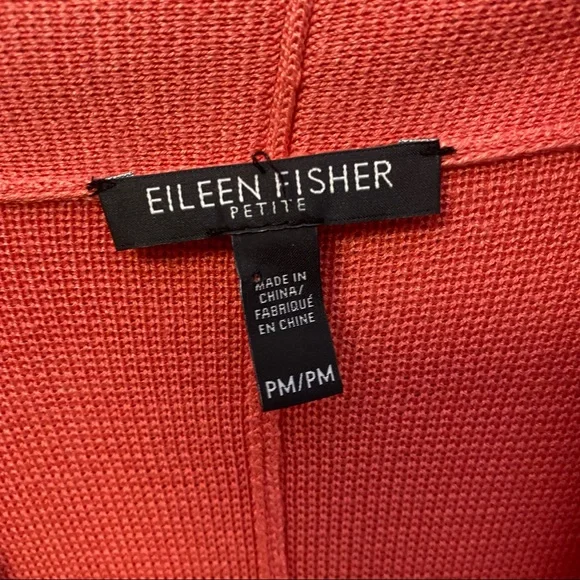 EILEEN FISHER
PETITE
MADE IN
CHINA/
FABRIQUÉ
EN CHINE
PM/PM